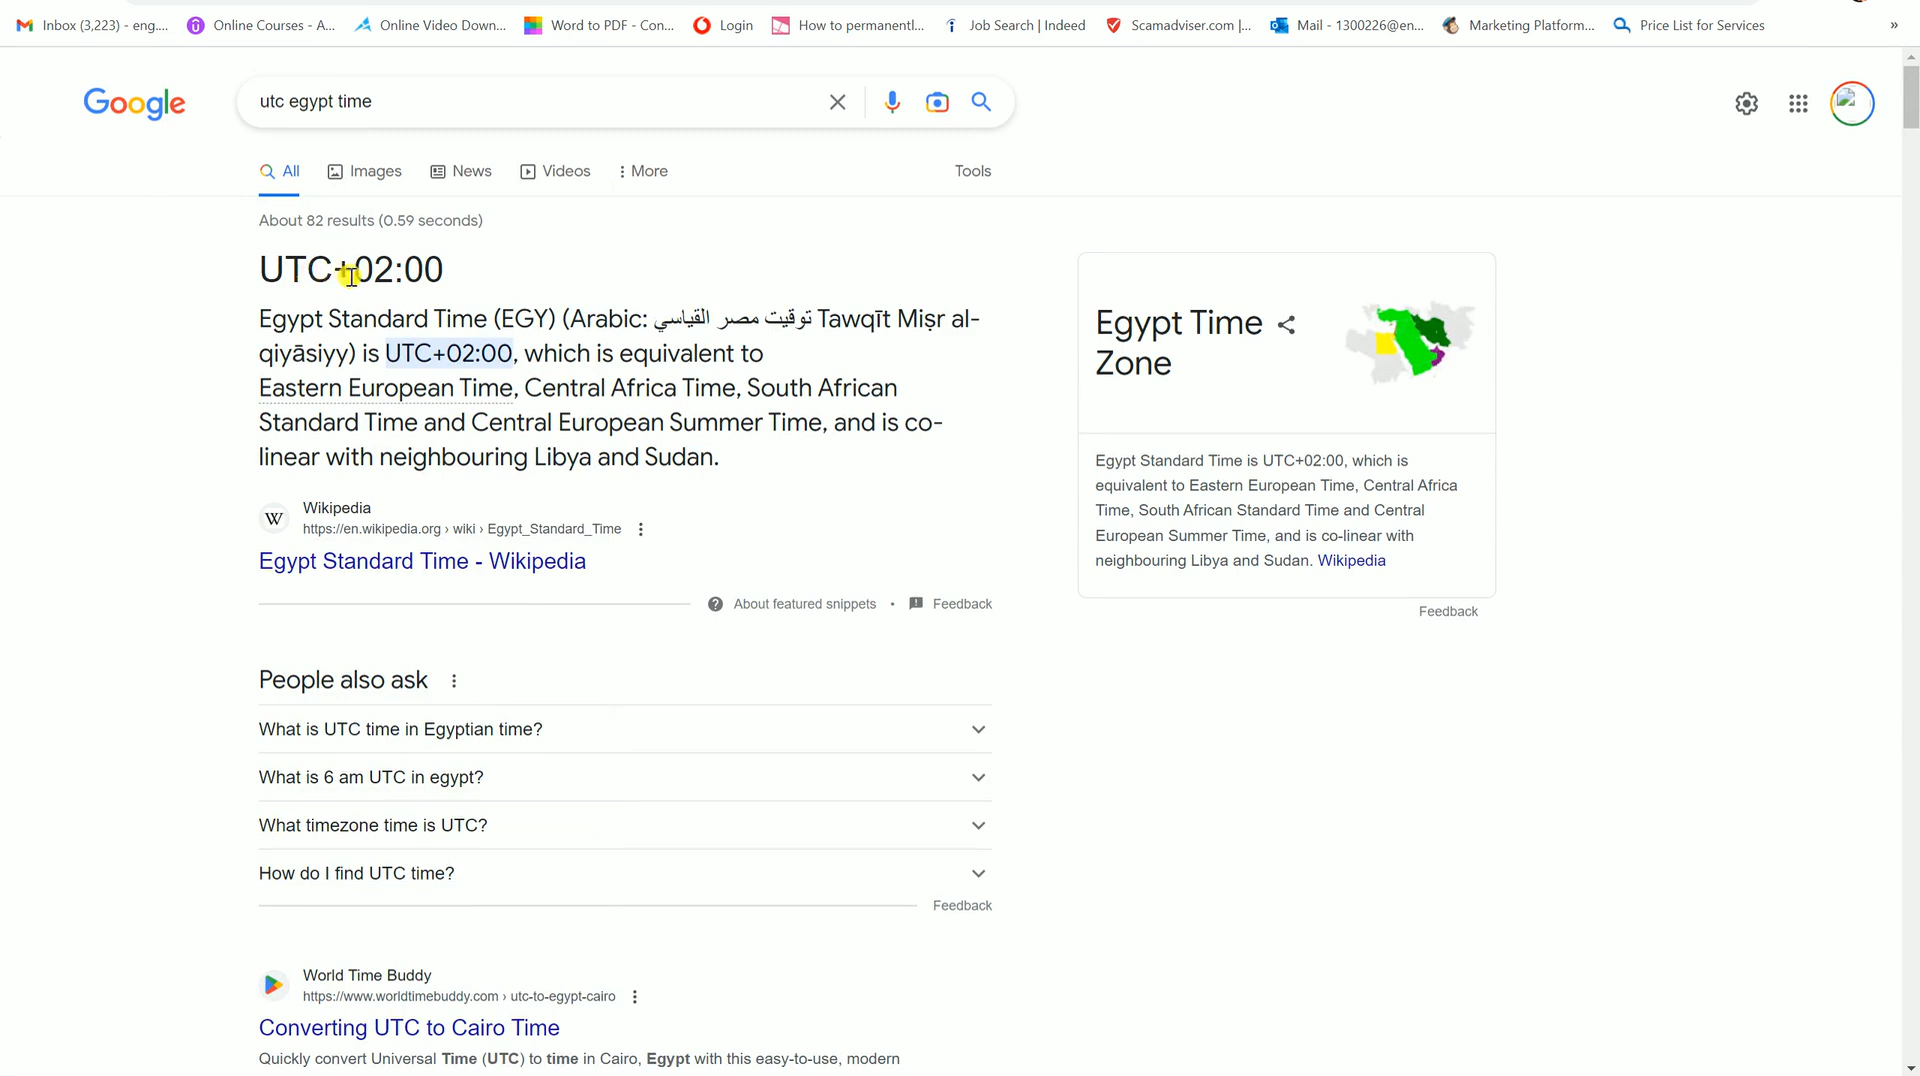 Inbox (3,223) - eng....
Online Courses - A...
Online Video Down...
Word to PDF - Con...
Login
How to permanentl...
Job Search | Indeed
Scamadviser.com |...
Mail - 1300226@en...
Marketing Platform...
Price List for Services
»
Google
utc egypt time
All
Images
News
Videos
More
Tools
About 82 results (0.59 seconds)
UTC+02:00
Egypt Standard Time (EGY) (Arabic: توقيت مصر القياسي Tawqīt Miṣr al-
qiyāsiyy) is UTC+02:00, which is equivalent to
Eastern European Time, Central Africa Time, South African
Standard Time and Central European Summer Time, and is co-
linear with neighbouring Libya and Sudan.
W
Wikipedia
https://en.wikipedia.org › wiki › Egypt_Standard_Time
Egypt Standard Time - Wikipedia
About featured snippets • Feedback
Egypt Time
Zone
Egypt Standard Time is UTC+02:00, which is
equivalent to Eastern European Time, Central Africa
Time, South African Standard Time and Central
European Summer Time, and is co-linear with
neighbouring Libya and Sudan. Wikipedia
Feedback
People also ask
What is UTC time in Egyptian time?
What is 6 am UTC in egypt?
What timezone time is UTC?
How do I find UTC time?
Feedback
World Time Buddy
https://www.worldtimebuddy.com › utc-to-egypt-cairo
Converting UTC to Cairo Time
Quickly convert Universal Time (UTC) to time in Cairo, Egypt with this easy-to-use, modern